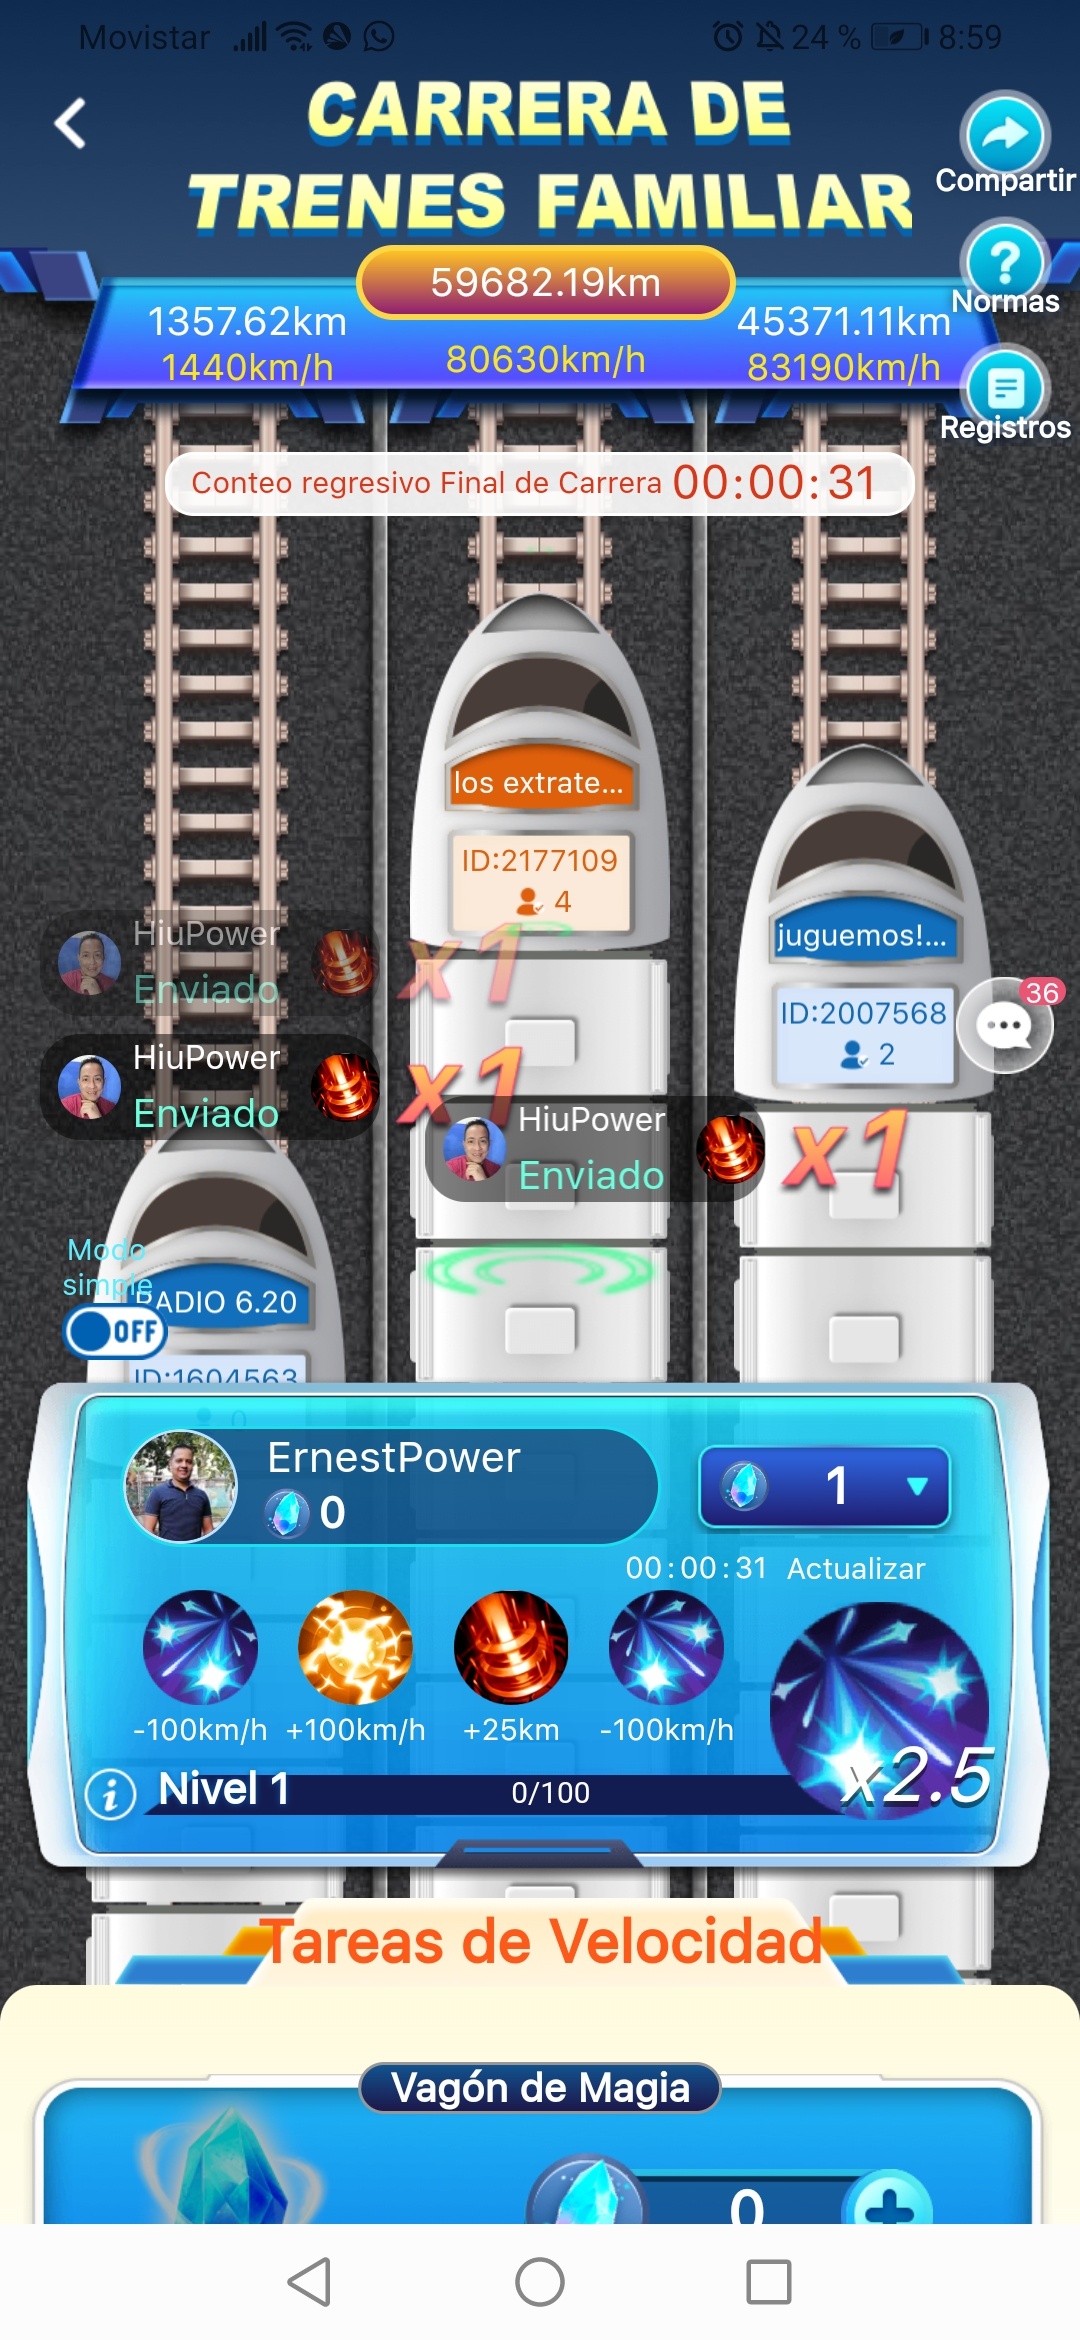 Movistar
24 %
8:59
CARRERA DE
TRENES FAMILIAR
Compartir
Normas
Registros
59682.19km
1357.62km
45371.11km
1440km/h
80630km/h
83190km/h
Conteo regresivo Final de Carrera 00:00:31
los extrate...
ID:2177109
4
juguemos!...
ID:2007568
2
36
HiuPower
Enviado
x1
HiuPower
Enviado
x1
HiuPower
Enviado
x1
Modo
simple
OFF
RADIO 6.20
ID:1604563
0
ErnestPower
0
1
00:00:31 Actualizar
-100km/h +100km/h +25km -100km/h
x2.5
Nivel 1
0/100
Tareas de Velocidad
Vagón de Magia
0